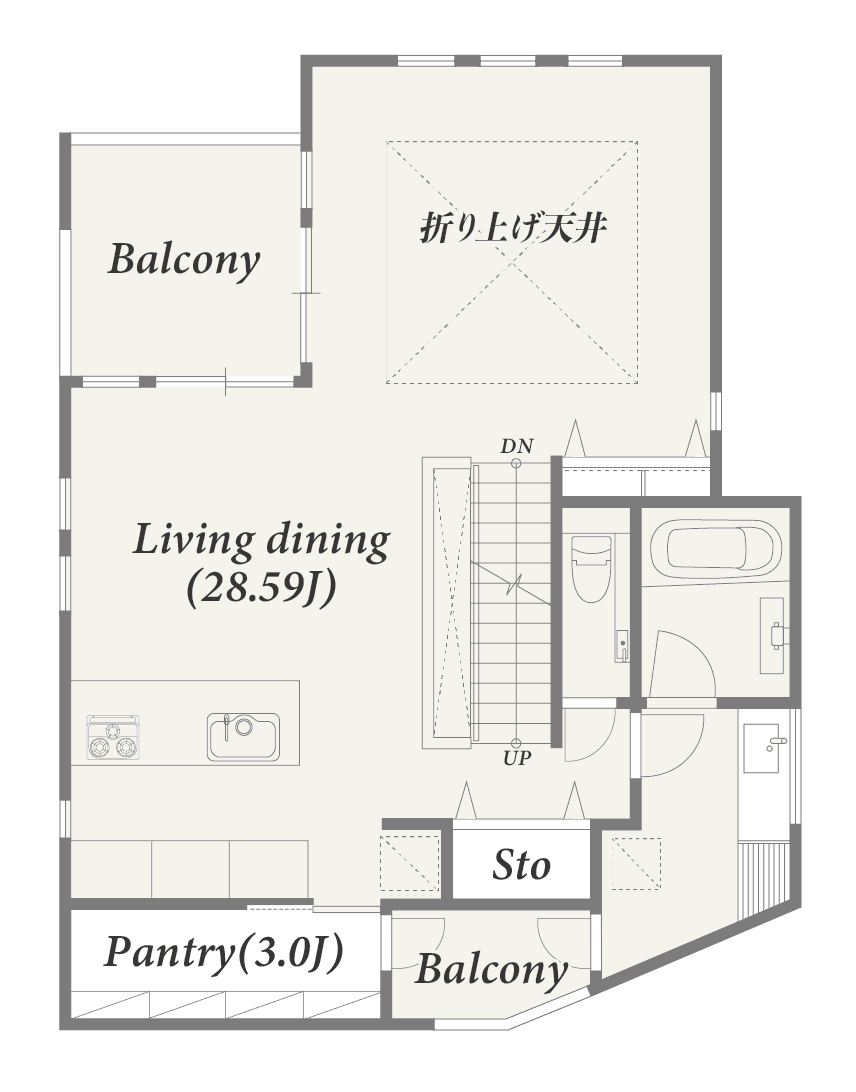 折り上げ天井
Balcony
DN
Living dining
(28.59J)
UP
Sto
Pantry(3.0J)
Balcony